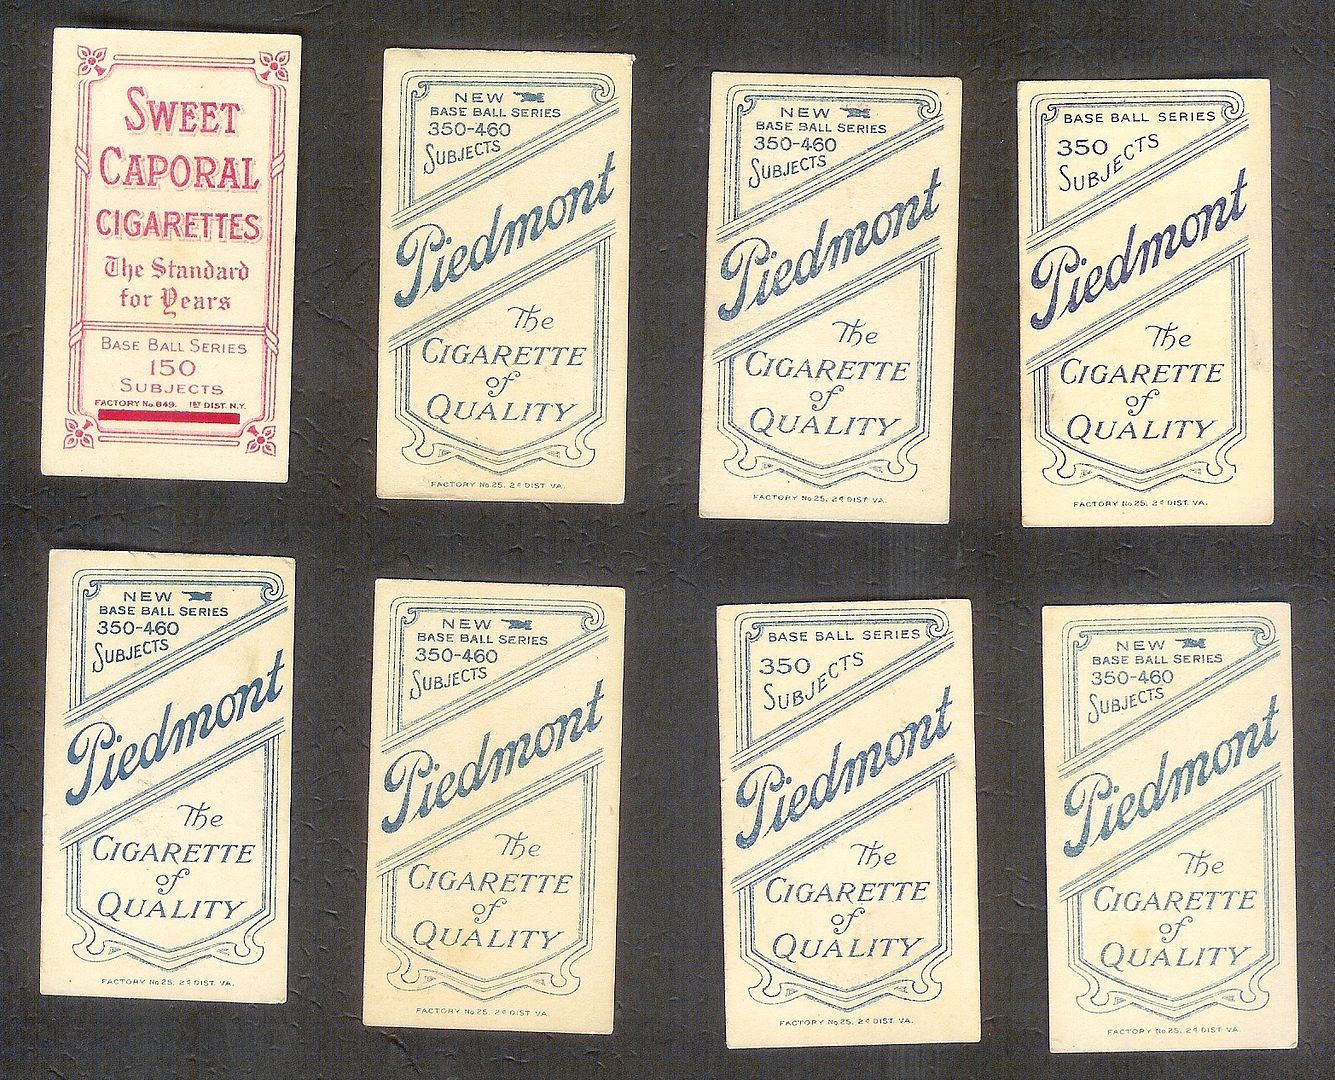 SWEET
CAPORAL
CIGARETTES
The Standard
for Years
BASE BALL SERIES
150
SUBJECTS
FACTORY No. 649. 1ST DIST. N.Y.
NEW
BASE BALL SERIES
350-460
SUBJECTS
Piedmont
The
CIGARETTE
of
QUALITY
FACTORY No. 25. 2d DIST. VA.
NEW
BASE BALL SERIES
350-460
SUBJECTS
Piedmont
The
CIGARETTE
of
QUALITY
FACTORY No. 25. 2d DIST. VA.
BASE BALL SERIES
350
SUBJECTS
Piedmont
The
CIGARETTE
of
QUALITY
FACTORY No. 25. 2d DIST. VA.
NEW
BASE BALL SERIES
350-460
SUBJECTS
Piedmont
The
CIGARETTE
of
QUALITY
FACTORY No. 25. 2d DIST. VA.
NEW
BASE BALL SERIES
350-460
SUBJECTS
Piedmont
The
CIGARETTE
of
QUALITY
FACTORY No. 25. 2d DIST. VA.
BASE BALL SERIES
350
SUBJECTS
Piedmont
The
CIGARETTE
of
QUALITY
FACTORY No. 25. 2d DIST. VA.
NEW
BASE BALL SERIES
350-460
SUBJECTS
Piedmont
The
CIGARETTE
of
QUALITY
FACTORY No. 25. 2d DIST. VA.